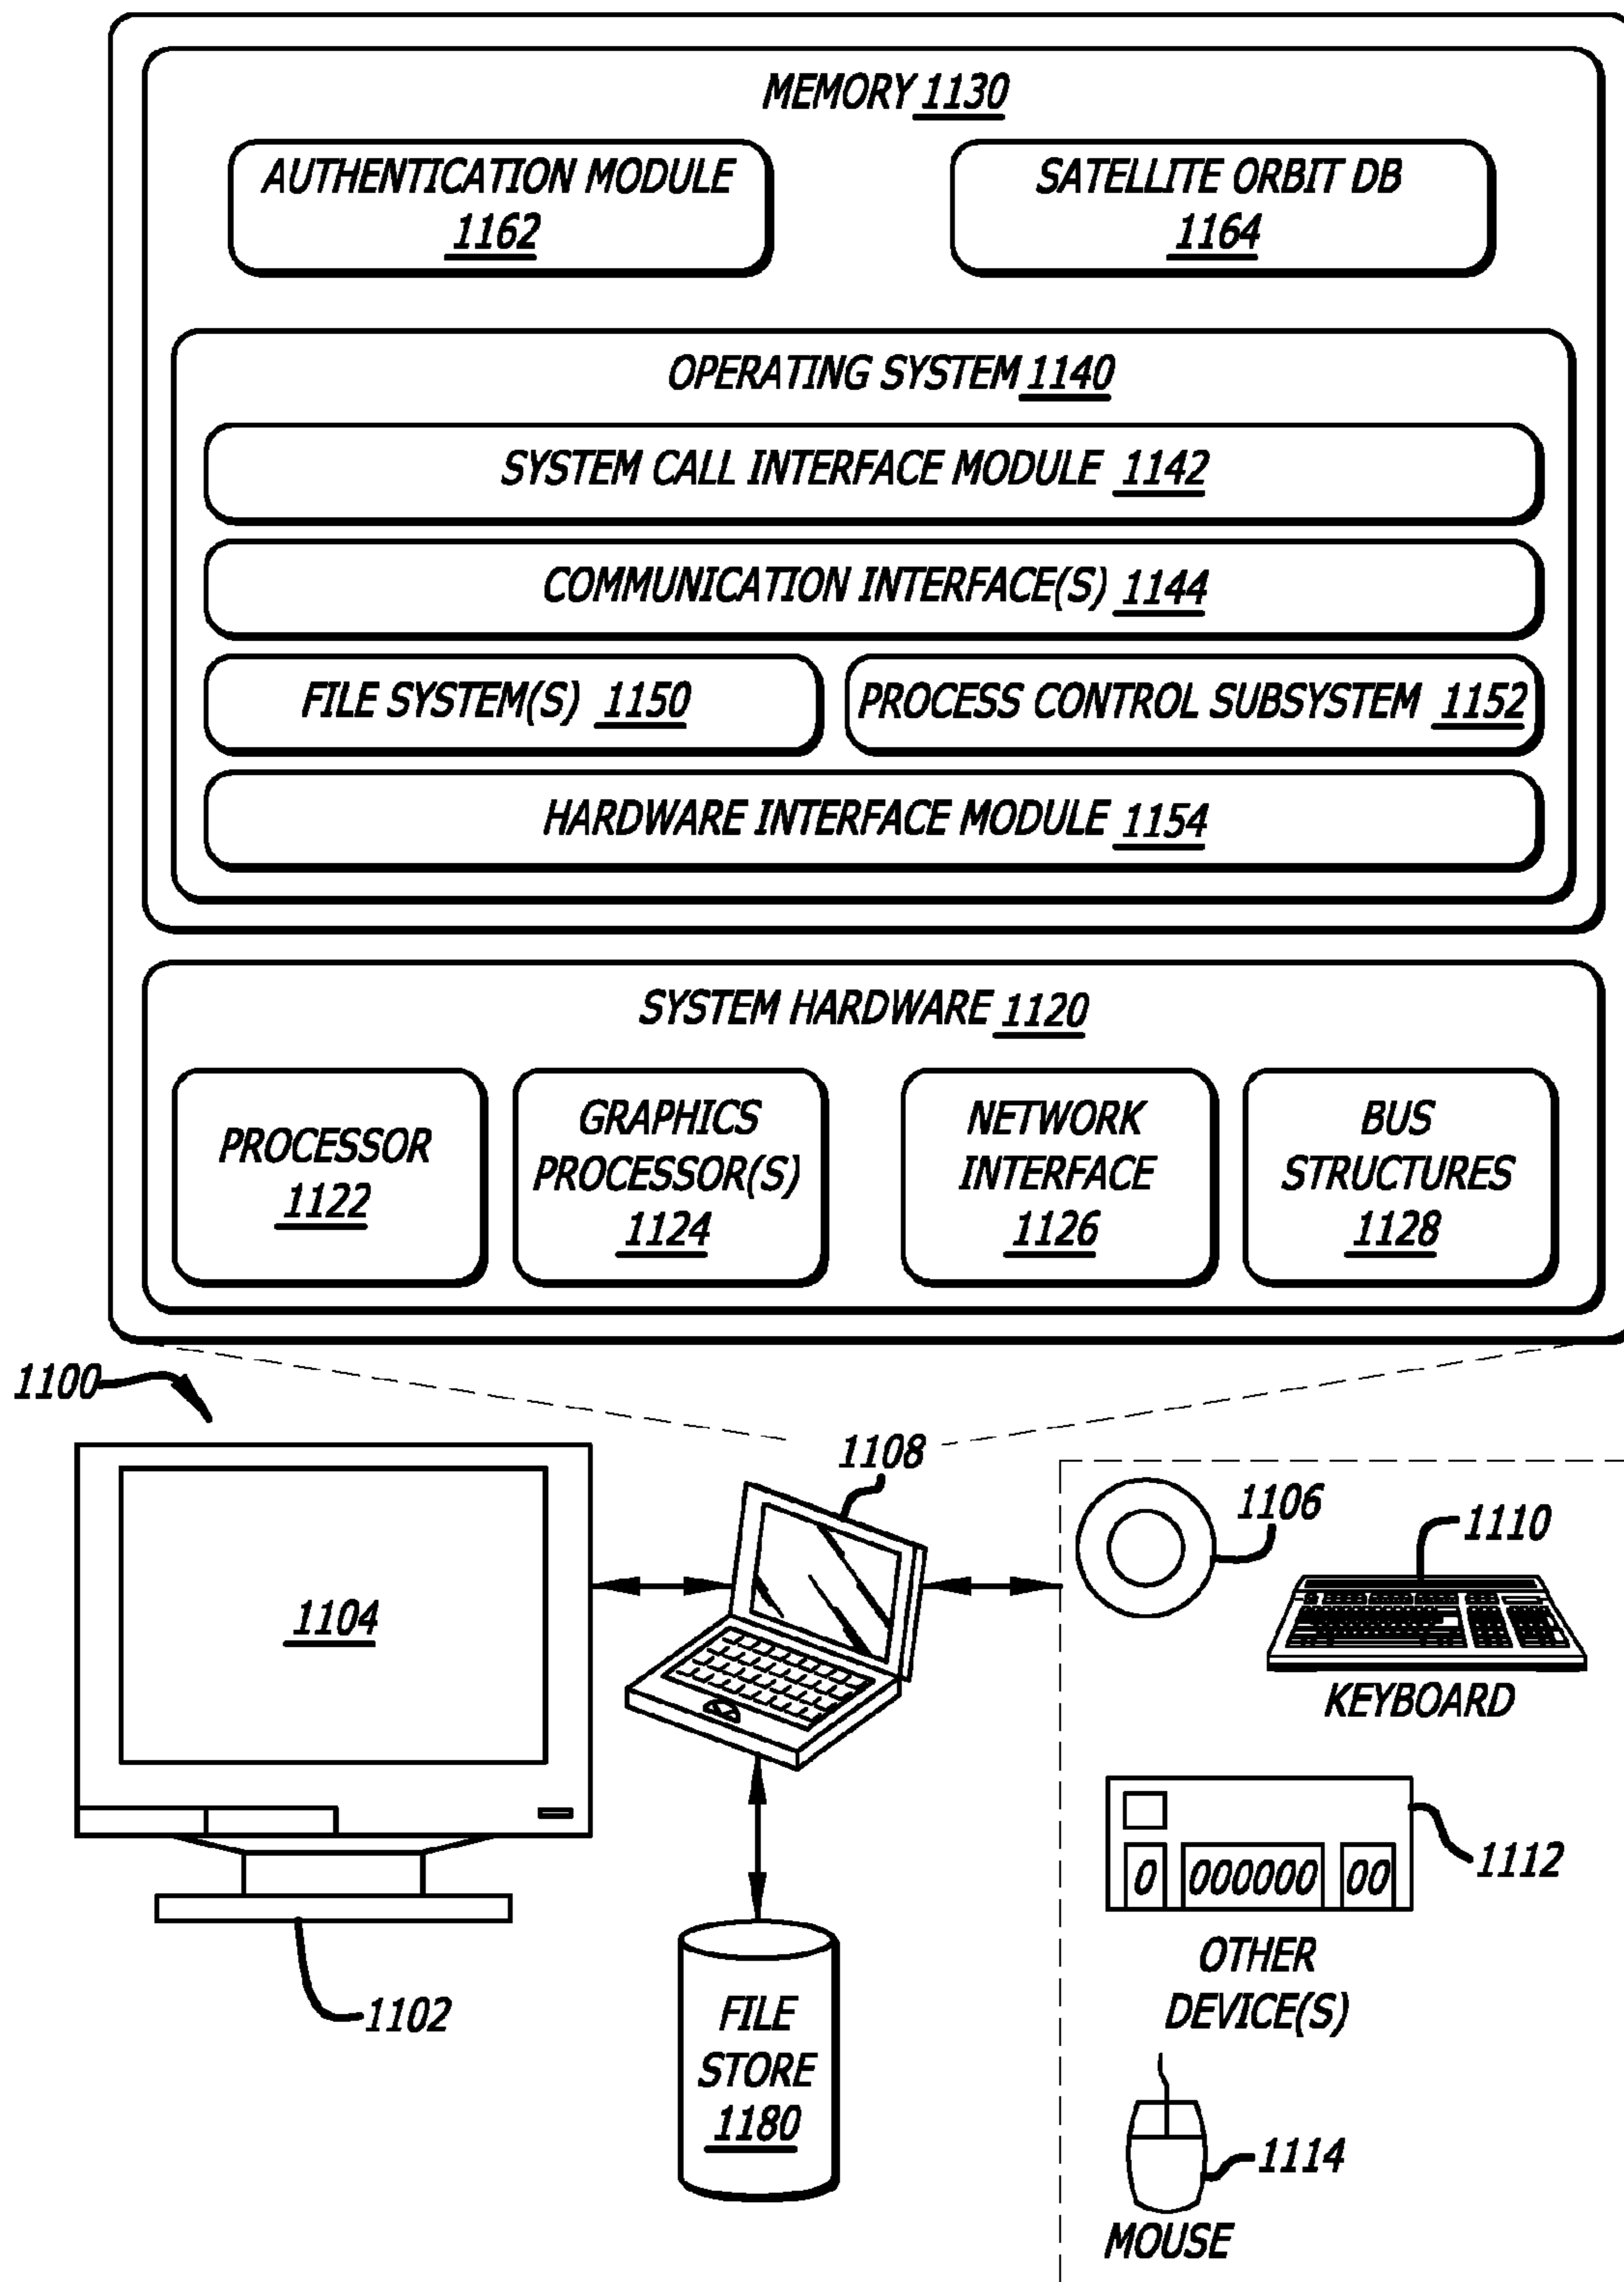 MEMORY 1130
AUTHENTICATION MODULE
1162
SATELLITE ORBIT DB
1164
OPERATING SYSTEM 1140
SYSTEM CALL INTERFACE MODULE 1142
COMMUNICATION INTERFACE(S) 1144
FILE SYSTEM(S) 1150
PROCESS CONTROL SUBSYSTEM 1152
HARDWARE INTERFACE MODULE 1154
SYSTEM HARDWARE 1120
PROCESSOR
1122
GRAPHICS
PROCESSOR(S)
1124
NETWORK
INTERFACE
1126
BUS
STRUCTURES
1128
1100
1108
1106
1110
1104
KEYBOARD
1112
0 000000 00
OTHER
DEVICE(S)
1102
FILE
STORE
1180
1114
MOUSE